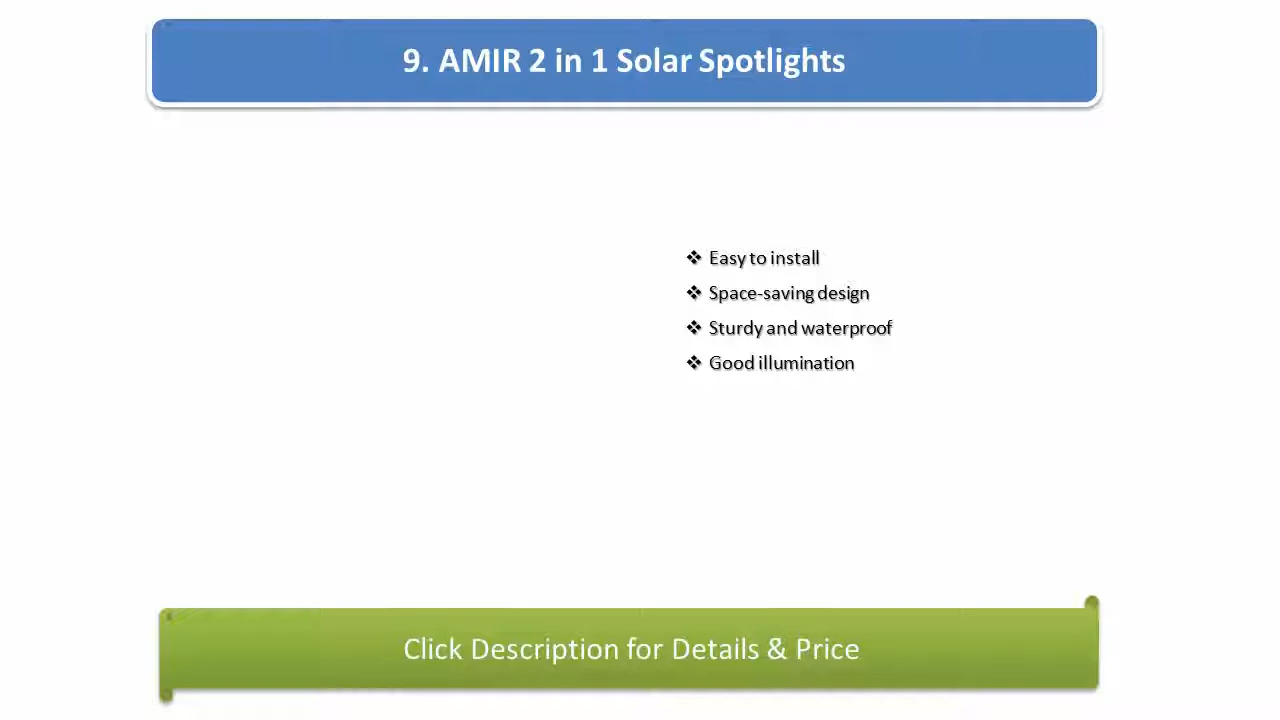 9. AMIR 2 in 1 Solar Spotlights
❖ Easy to install
❖ Space-saving design
❖ Sturdy and waterproof
❖ Good illumination
Click Description for Details & Price